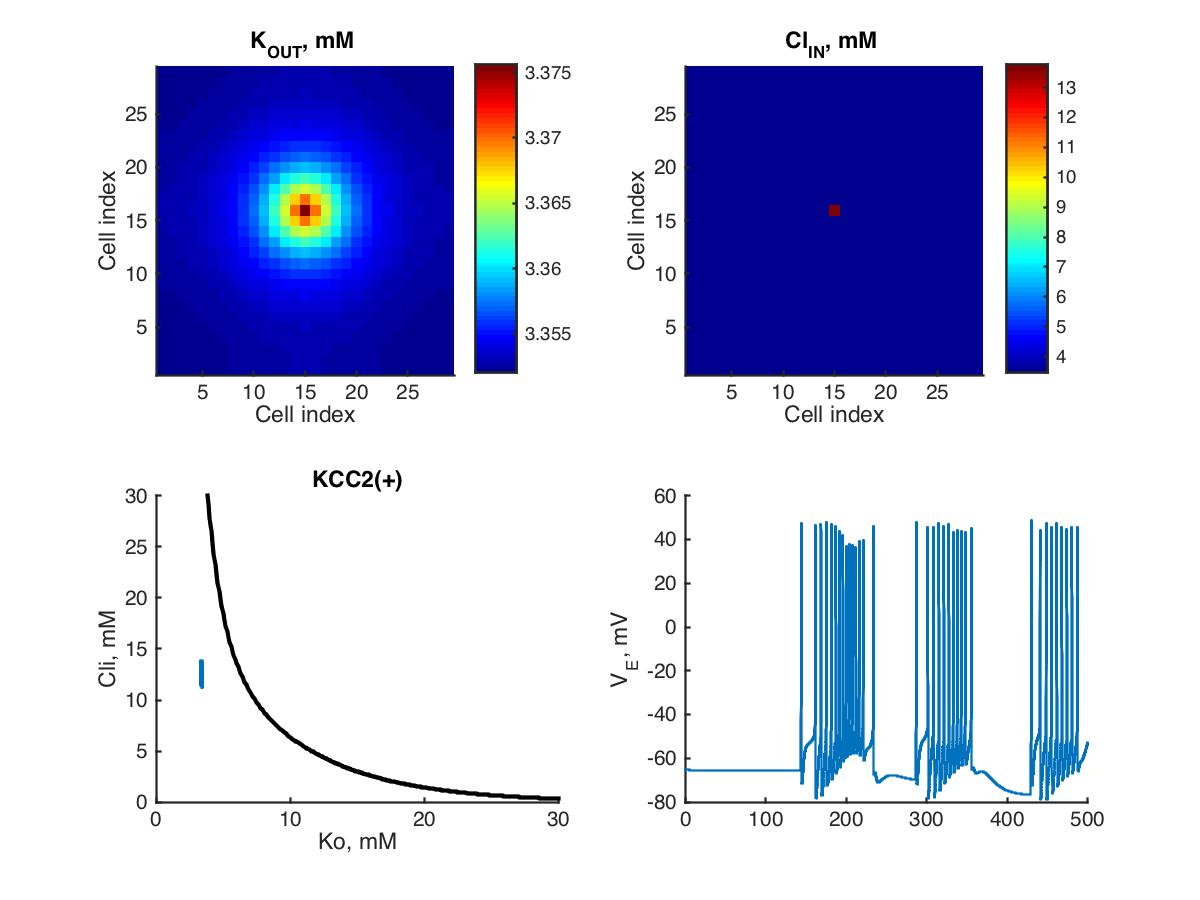 K_OUT, mM
25
20
15
10
5
5 10 15 20 25
Cell index
Cell index
3.375
3.37
3.365
3.36
3.355
Cl_IN, mM
25
20
15
10
5
5 10 15 20 25
Cell index
Cell index
13
12
11
10
9
8
7
6
5
4
KCC2(+)
30
25
20
15
10
5
0
0 10 20 30
Cli, mM
Ko, mM
60
40
20
0
-20
-40
-60
-80
0 100 200 300 400 500
V_E, mV